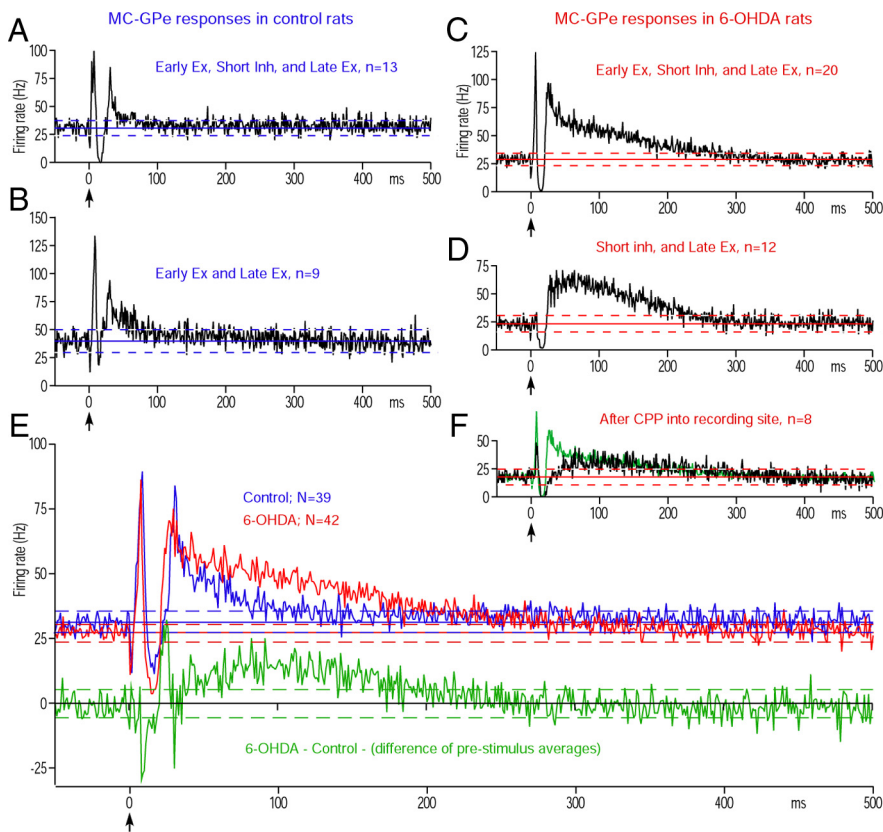 MC-GPe responses in control rats
MC-GPe responses in 6-OHDA rats
A
Early Ex, Short Inh, and Late Ex, n=13
Firing rate (Hz)
100
75
50
25
0
0 100 200 300 400 ms 500
B
Early Ex and Late Ex, n=9
150
125
100
75
50
25
0
0 100 200 300 400 ms 500
C
Early Ex, Short Inh, and Late Ex, n=20
Firing rate (Hz)
125
100
75
50
25
0
0 100 200 300 400 ms 500
D
Short inh, and Late Ex, n=12
75
50
25
0
0 100 200 300 400 ms 500
F
After CPP into recording site, n=8
50
25
0
0 100 200 300 400 ms 500
E
Firing rate (Hz)
100
75
50
25
0
-25
Control; N=39
6-OHDA; N=42
6-OHDA - Control - (difference of pre-stimulus averages)
0 100 200 300 400 ms 500